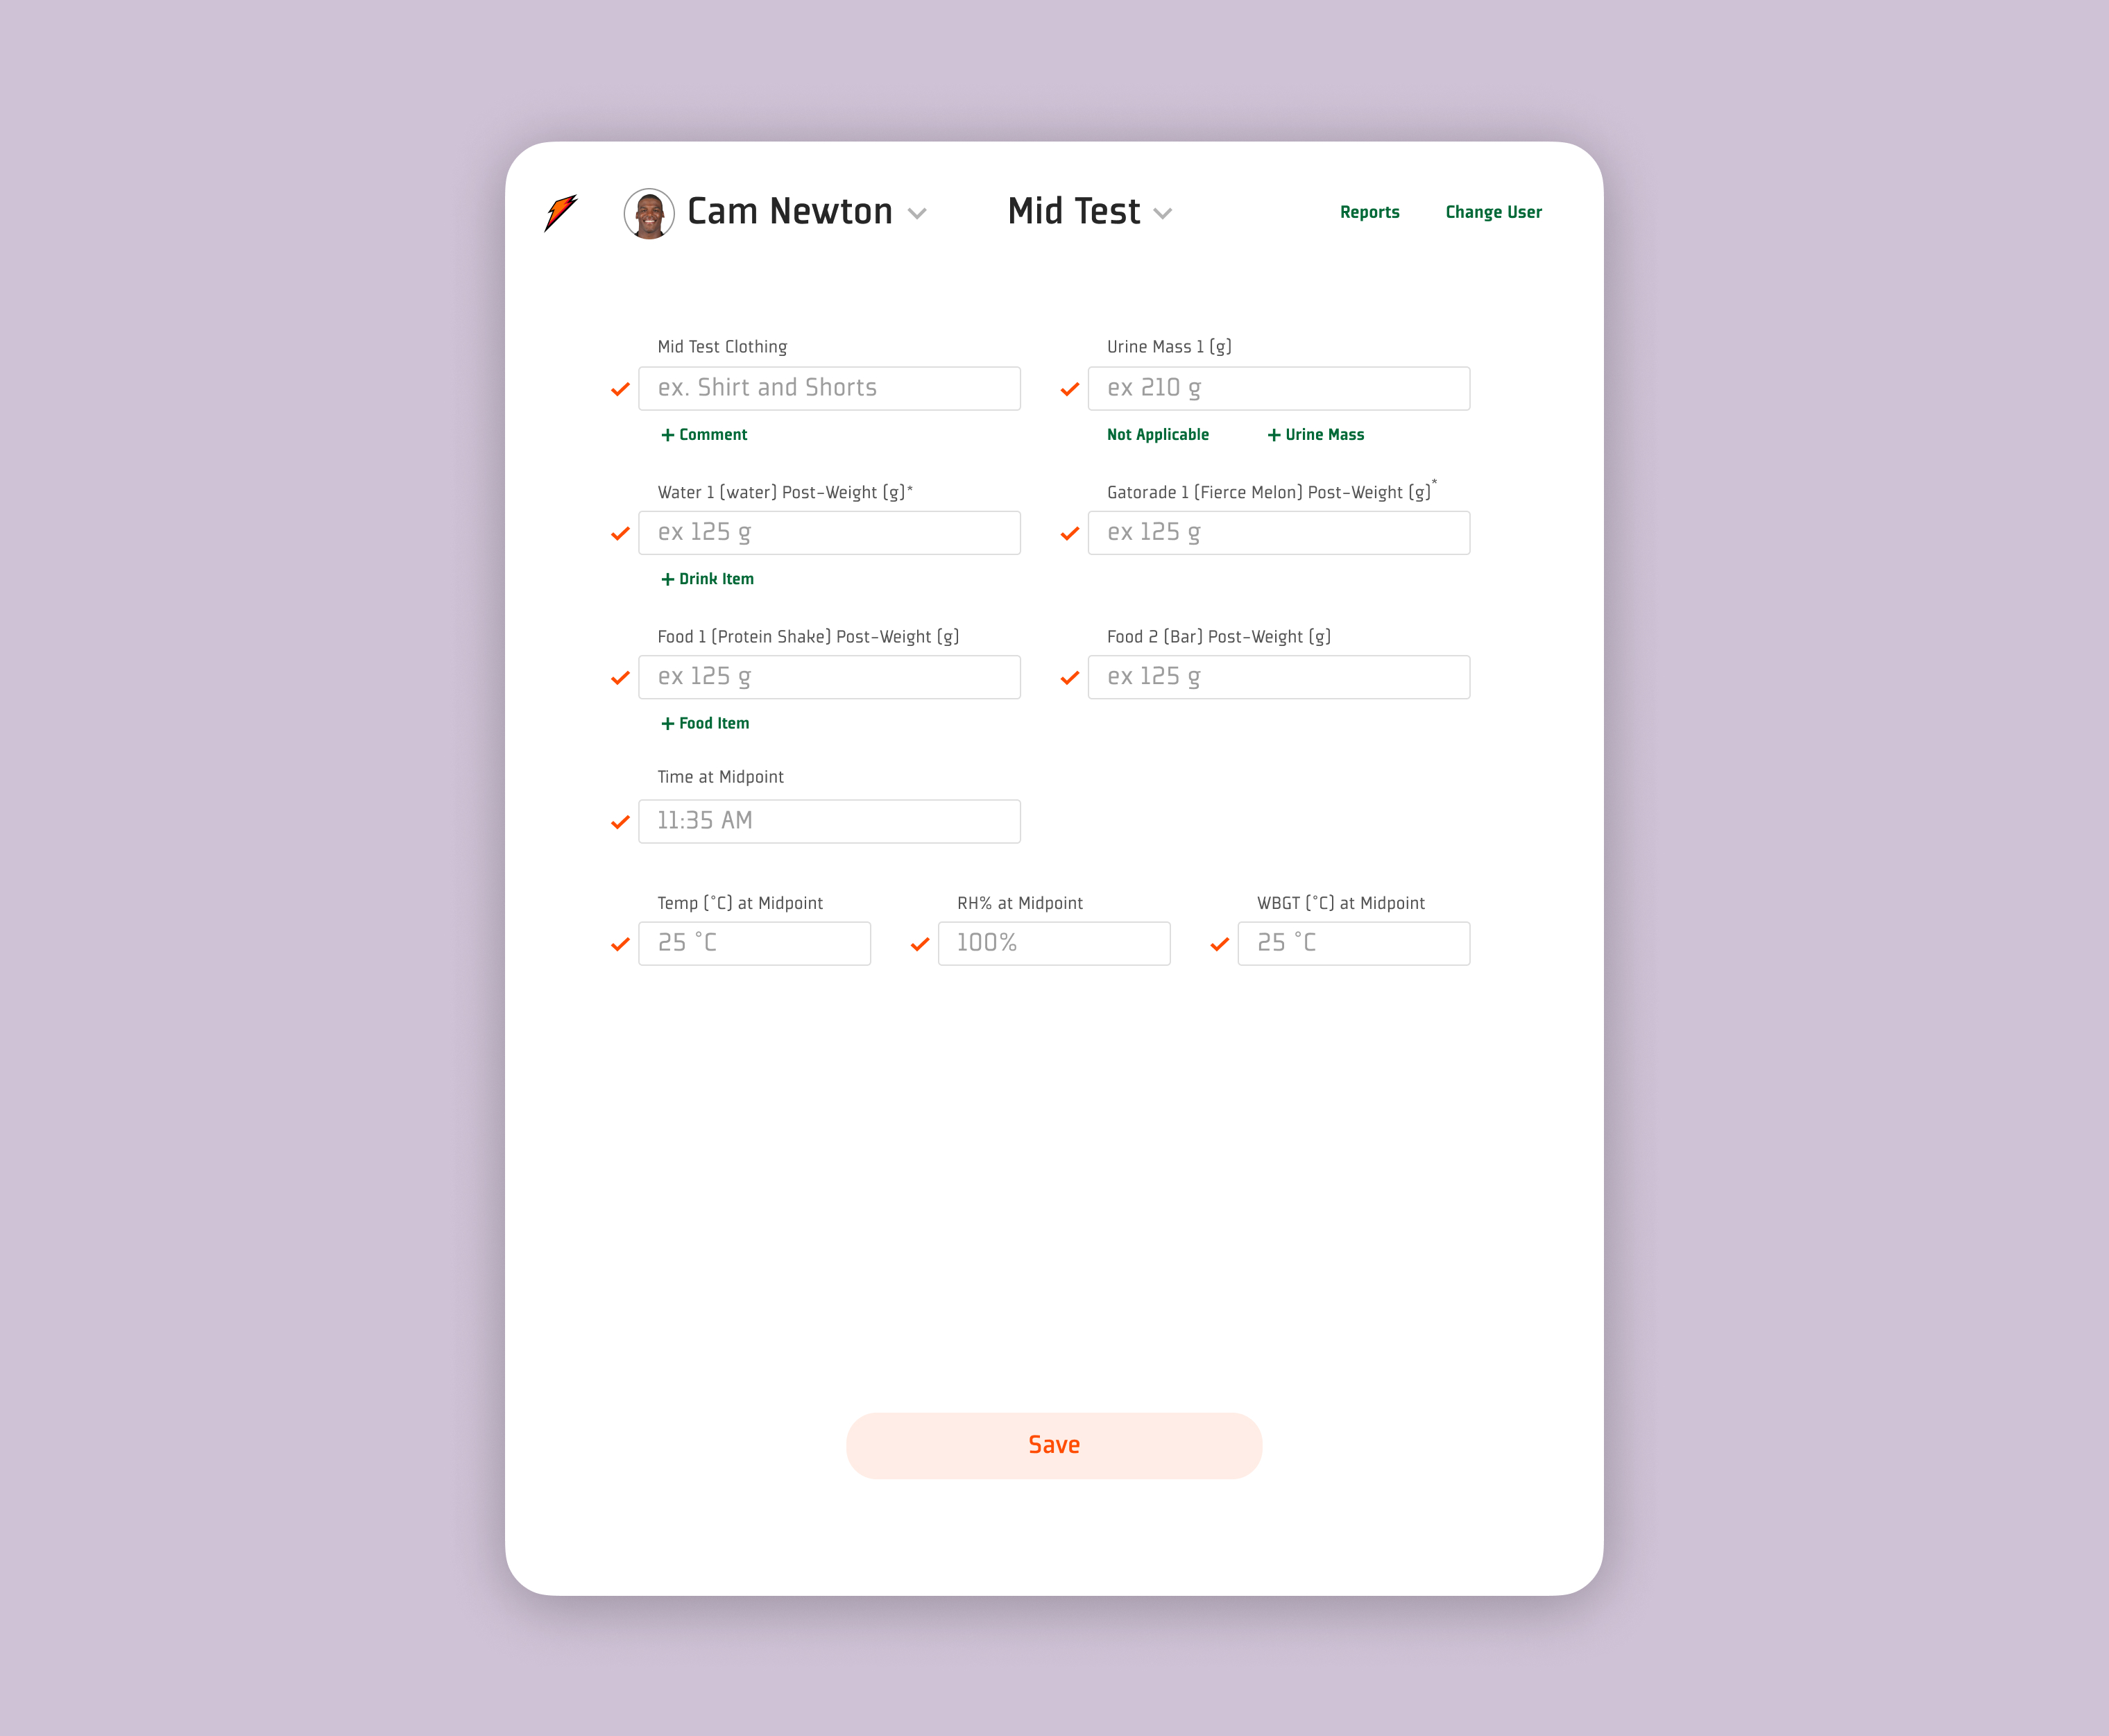 Cam Newton
Mid Test
Reports
Change User
Mid Test Clothing
Urine Mass 1 (g)
ex. Shirt and Shorts
ex 210 g
+ Comment
Not Applicable
+ Urine Mass
Water 1 (water) Post-Weight (g)*
Gatorade 1 (Fierce Melon) Post-Weight (g)*
ex 125 g
ex 125 g
+ Drink Item
Food 1 (Protein Shake) Post-Weight (g)
Food 2 (Bar) Post-Weight (g)
ex 125 g
ex 125 g
+ Food Item
Time at Midpoint
11:35 AM
Temp (°C) at Midpoint
RH% at Midpoint
WBGT (°C) at Midpoint
25 °C
100%
25 °C
Save